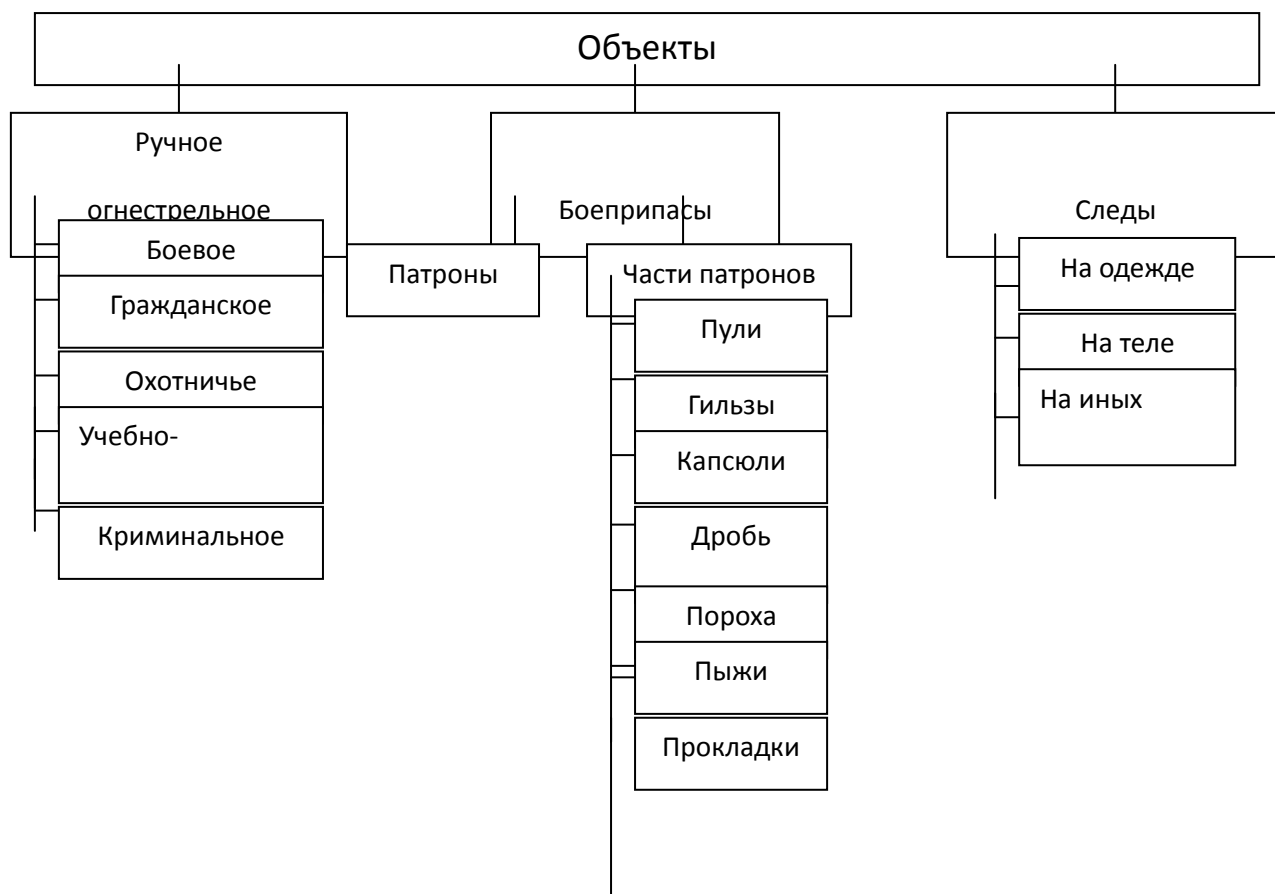 Объекты
Ручное
огнестрельное
Боеприпасы
Следы
Боевое
Гражданское
Охотничье
Учебно-
Криминальное
Патроны
Части патронов
Пули
Гильзы
Капсюли
Дробь
Пороха
Пыжи
Прокладки
На одежде
На теле
На иных